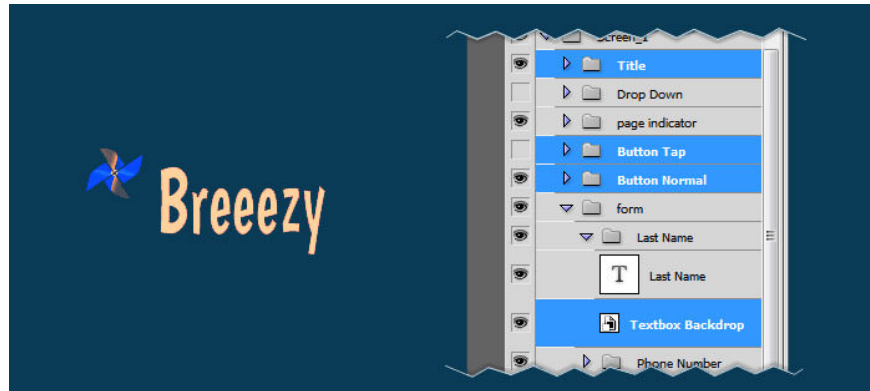 Breeezy
Screen_1
Title
Drop Down
page indicator
Button Tap
Button Normal
form
Last Name
T Last Name
Textbox Backdrop
Phone Number